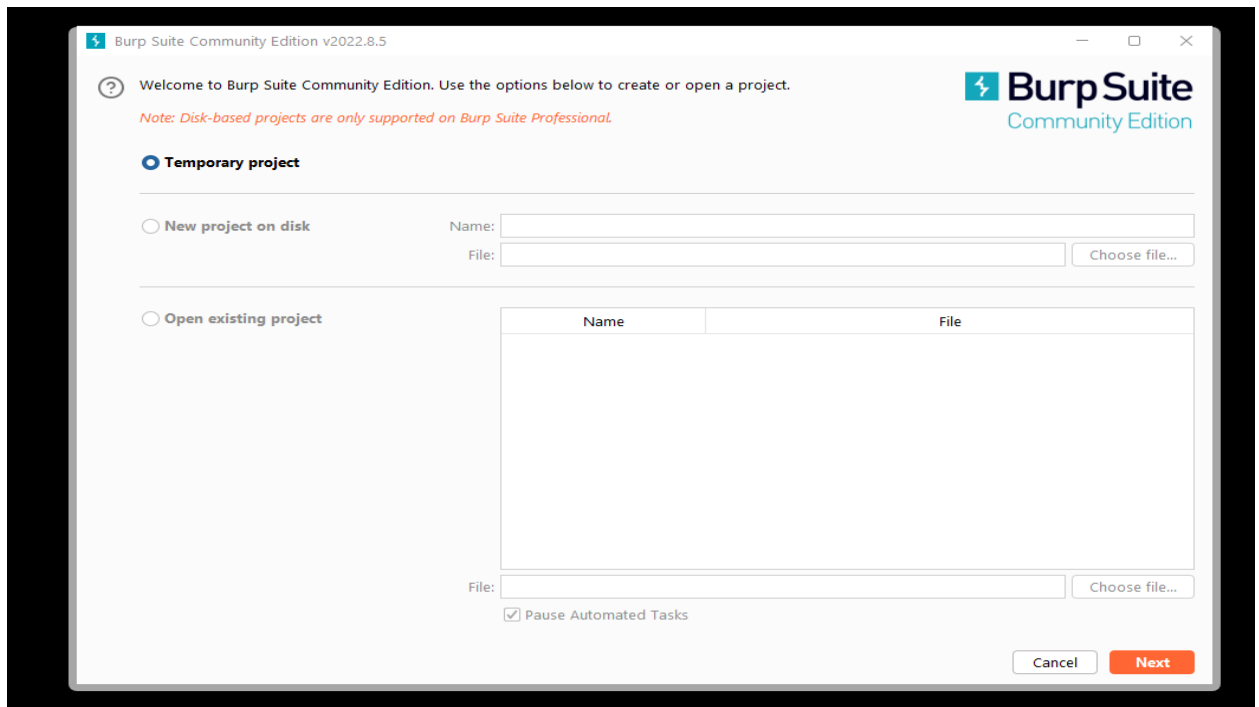 Burp Suite Community Edition v2022.8.5
Welcome to Burp Suite Community Edition. Use the options below to create or open a project.
Note: Disk-based projects are only supported on Burp Suite Professional.
Burp Suite
Community Edition
Temporary project
New project on disk
Name:
File:
Choose file...
Open existing project
Name
File
File:
Choose file...
Pause Automated Tasks
Cancel
Next